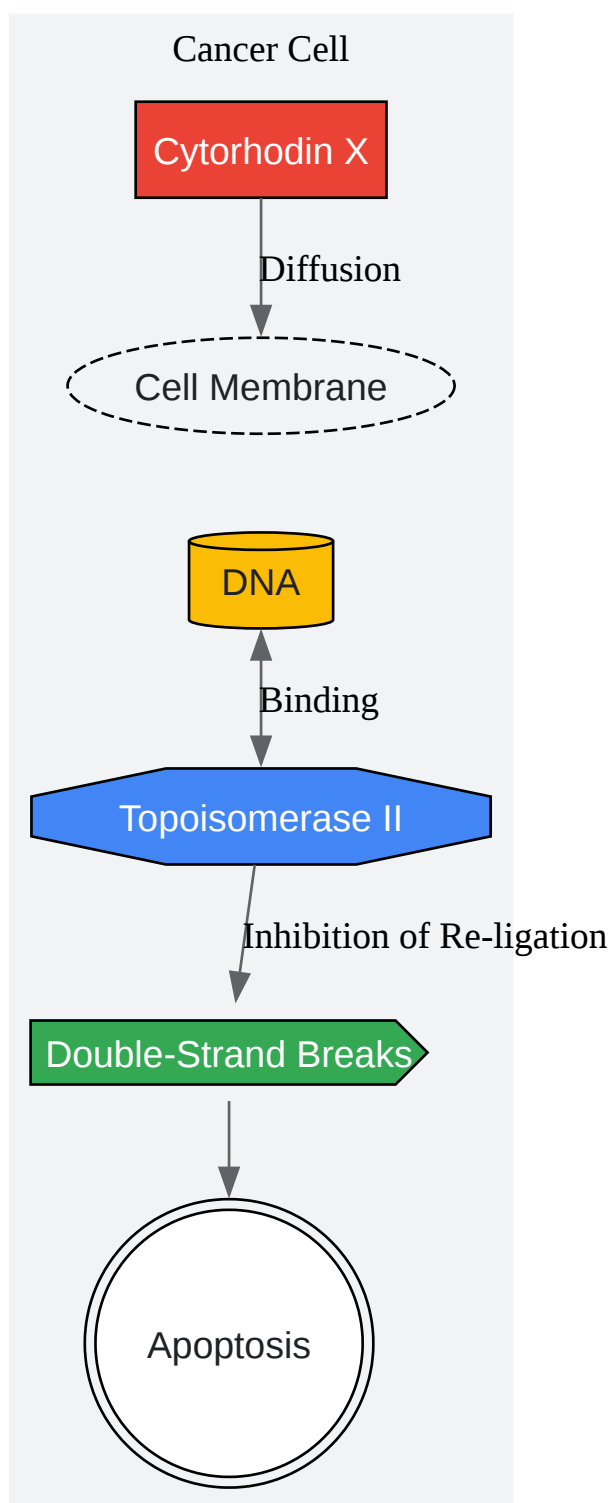 Cancer Cell
Cytorhodin X
Diffusion
Cell Membrane
DNA
Binding
Topoisomerase II
Inhibition of Re-ligation
Double-Strand Breaks
Apoptosis